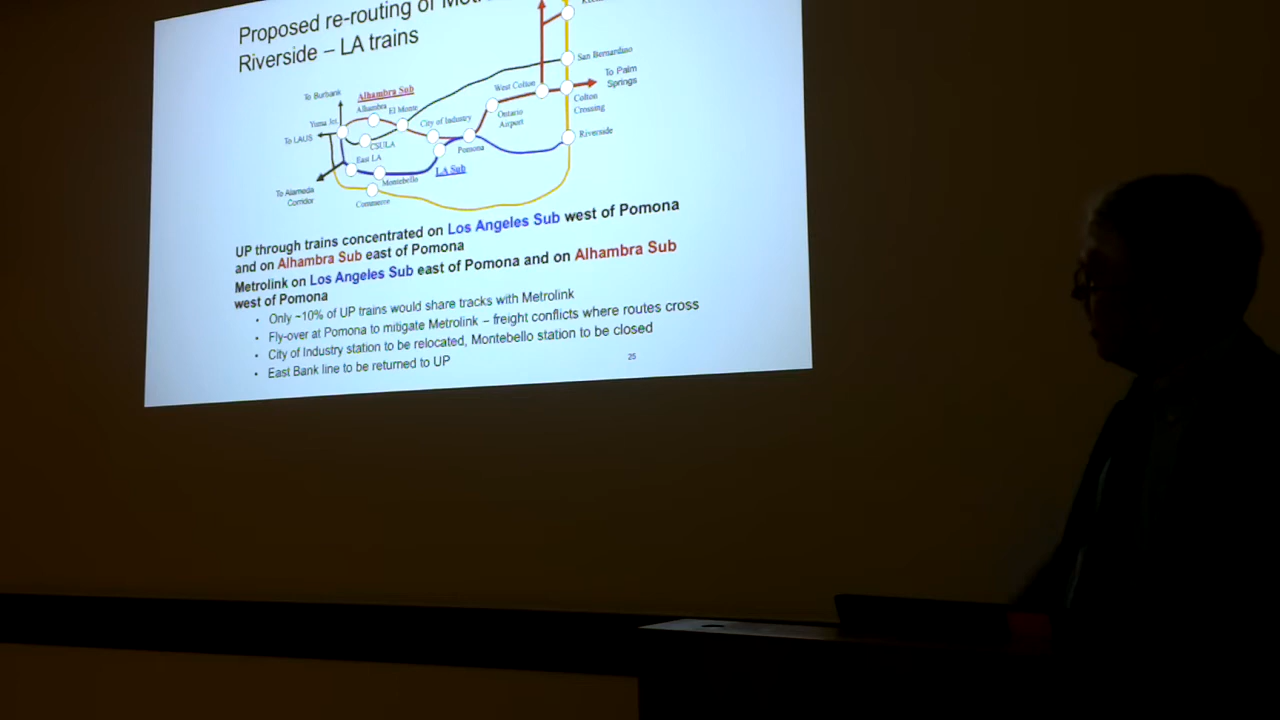 Proposed re-routing of
Riverside – LA trains
To Burbank
Alhambra Sub
San Bernardino
To Palm
Springs
West Colton
Alhambra
El Monte
Yuma Jct.
City of Industry
Ontario
Airport
Colton
Crossing
To LAUS
CSULA
Pomona
Riverside
East LA
LA Sub
Montebello
To Alameda
Corridor
Commerce
UP through trains concentrated on Los Angeles Sub west of Pomona
and on Alhambra Sub east of Pomona
Metrolink on Los Angeles Sub east of Pomona and on Alhambra Sub
west of Pomona
• Only ~10% of UP trains would share tracks with Metrolink
• Fly-over at Pomona to mitigate Metrolink – freight conflicts where routes cross
• City of Industry station to be relocated, Montebello station to be closed
• East Bank line to be returned to UP
25